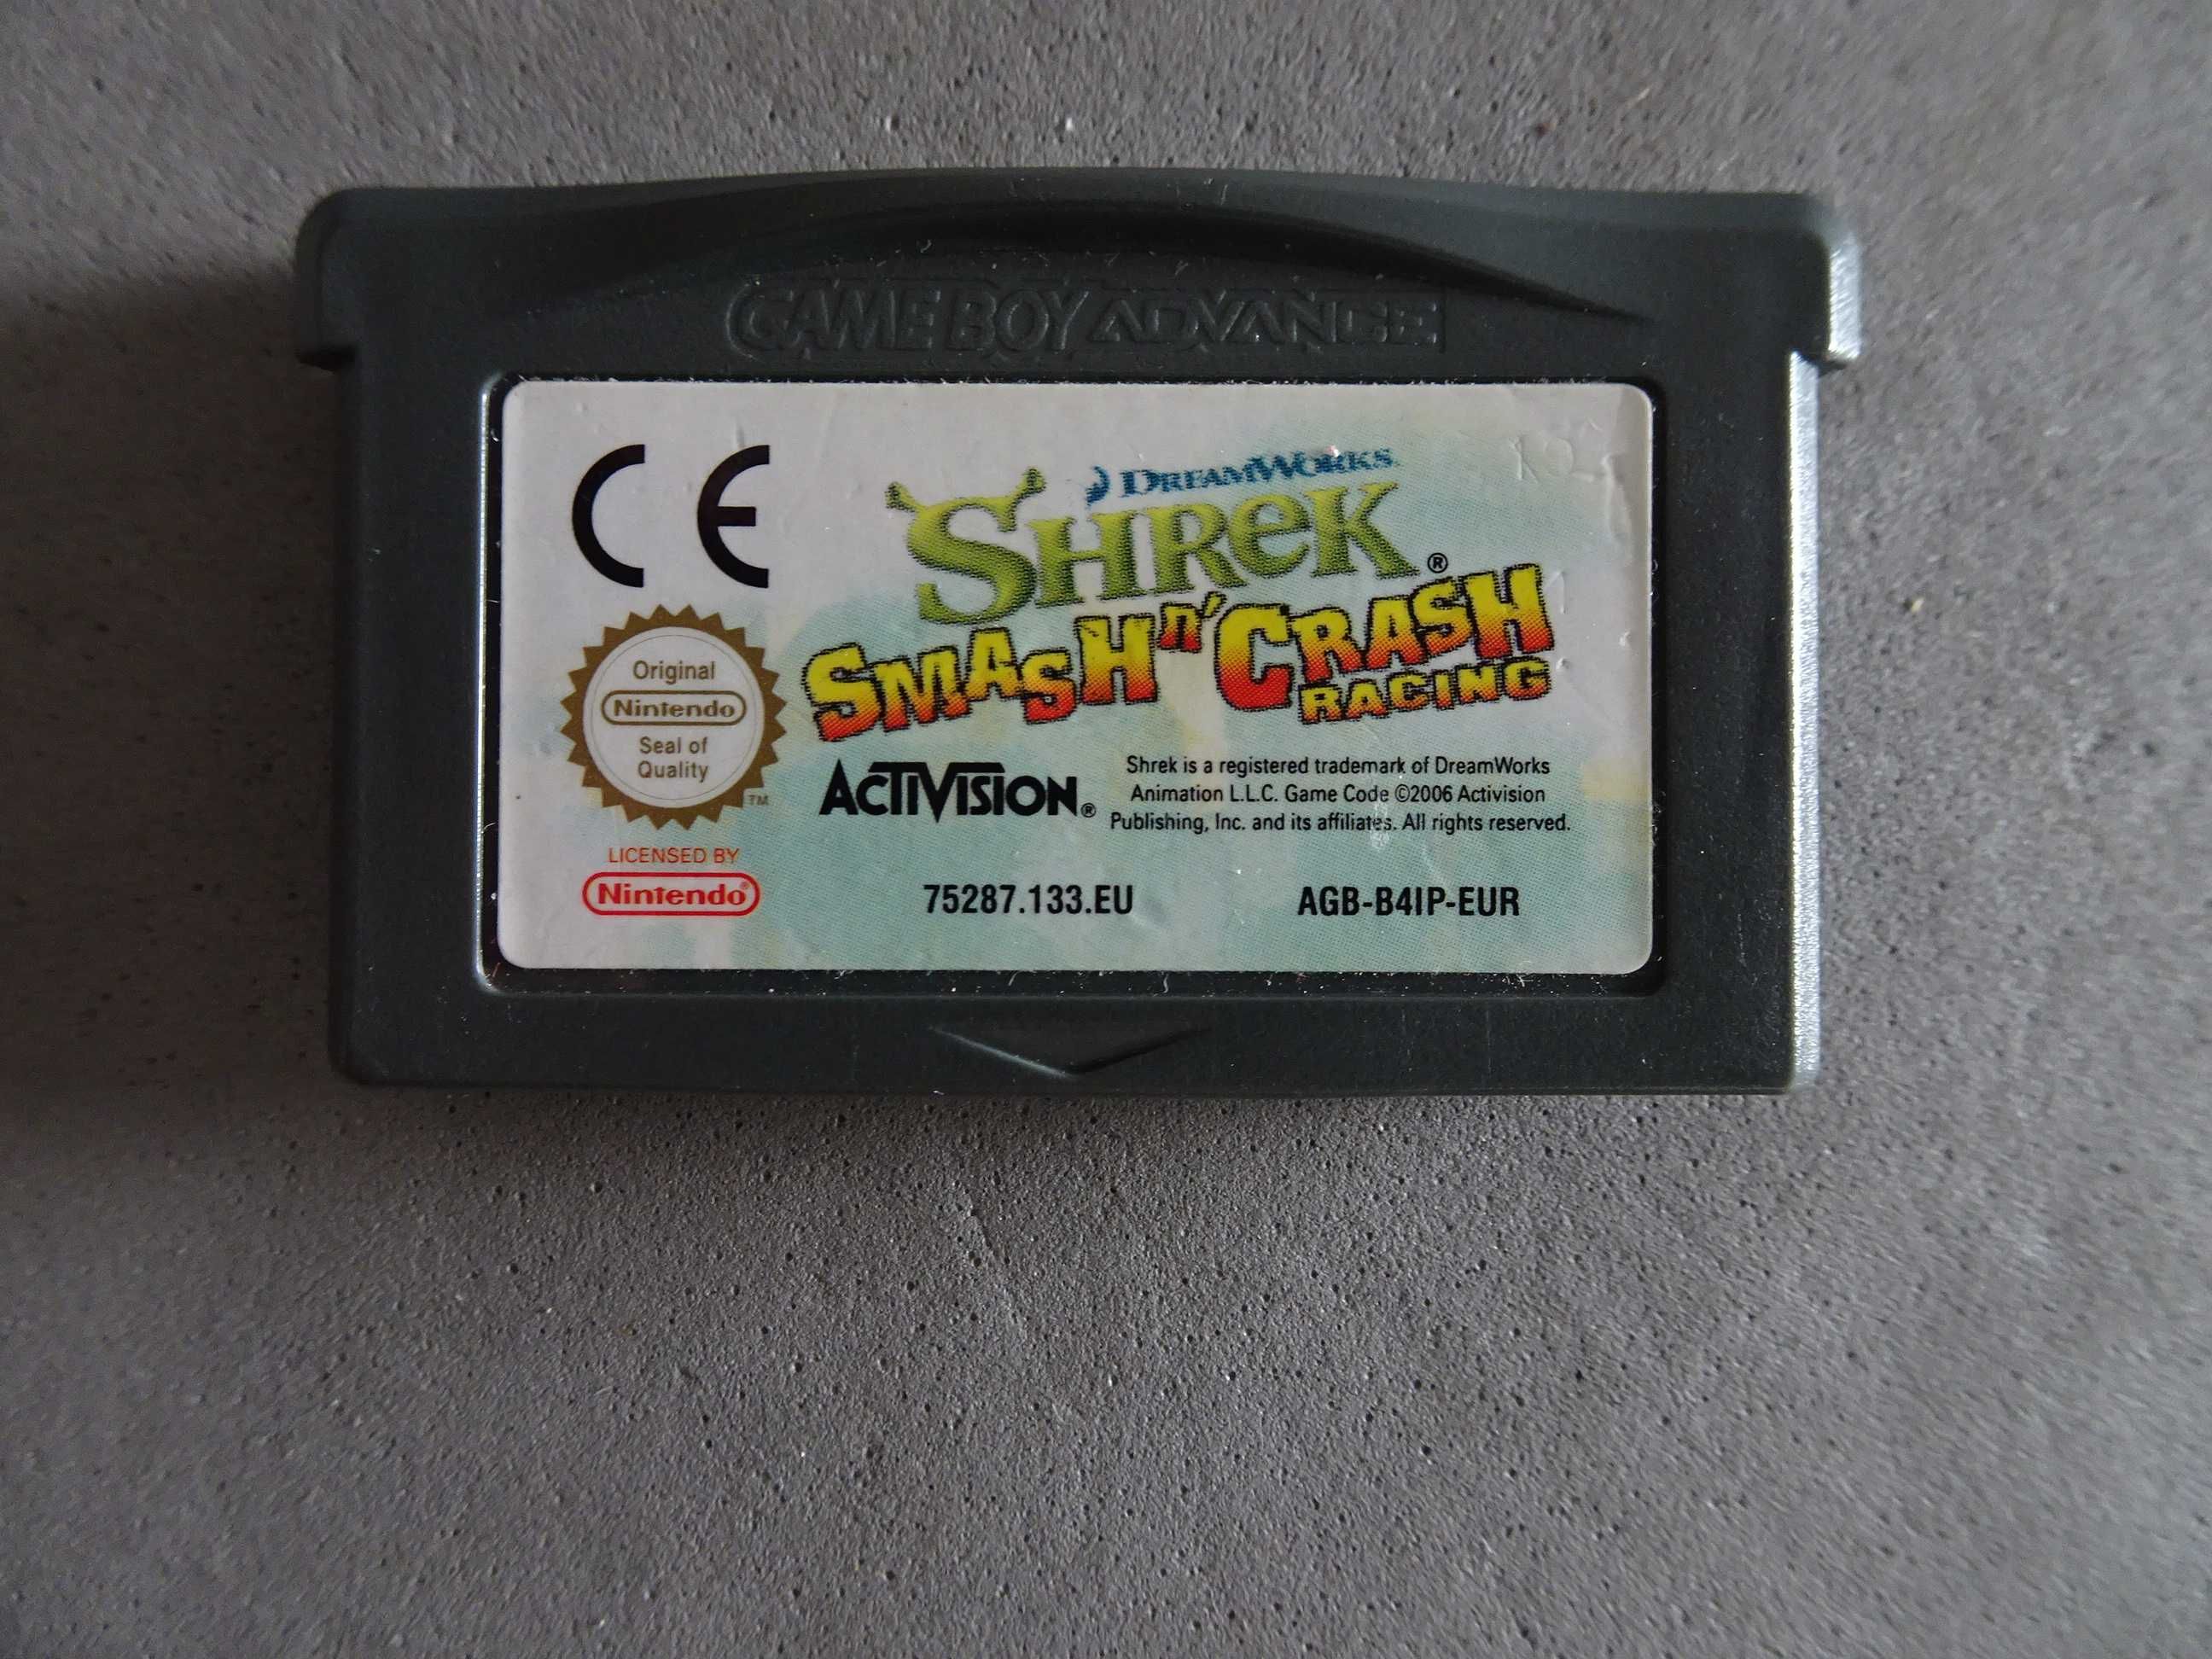 GAME BOY ADVANCE
CE
DREAMWORKS
SHREK®
SMASH n' CRASH
RACING
Original
Nintendo
Seal of
Quality
TM
ACTIVISION®
Shrek is a registered trademark of DreamWorks
Animation L.L.C. Game Code ©2006 Activision
Publishing, Inc. and its affiliates. All rights reserved.
LICENSED BY
Nintendo®
75287.133.EU
AGB-B4IP-EUR